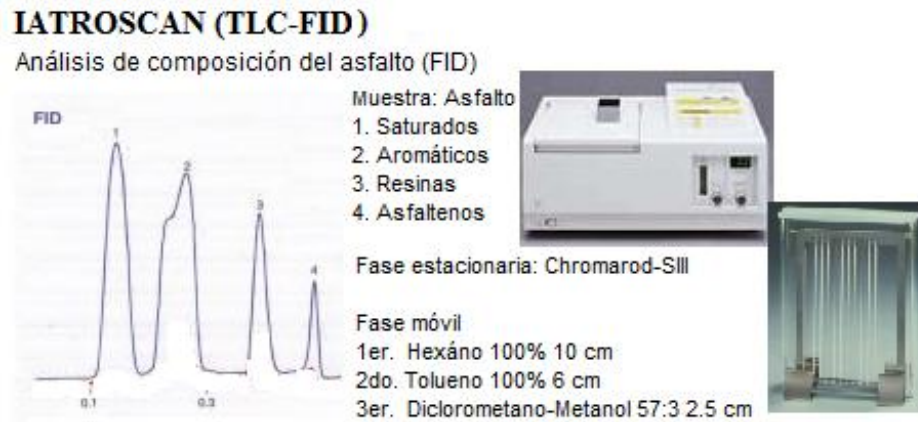 IATROSCAN (TLC-FID)
Análisis de composición del asfalto (FID)
FID
1
2
3
4
0.1
0.3
Muestra: Asfalto
1. Saturados
2. Aromáticos
3. Resinas
4. Asfaltenos
Fase estacionaria: Chromarod-SIII
Fase móvil
1er. Hexáno 100% 10 cm
2do. Tolueno 100% 6 cm
3er. Diclorometano-Metanol 57:3 2.5 cm